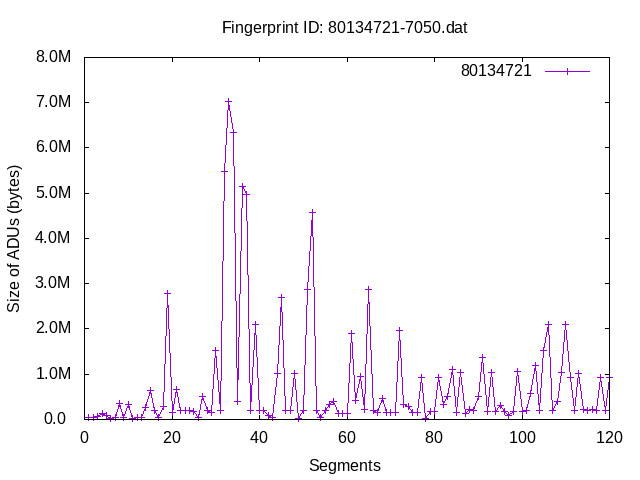 Fingerprint ID: 80134721-7050.dat
80134721
8.0M
7.0M
6.0M
5.0M
4.0M
3.0M
2.0M
1.0M
0.0
Size of ADUs (bytes)
0 20 40 60 80 100 120
Segments